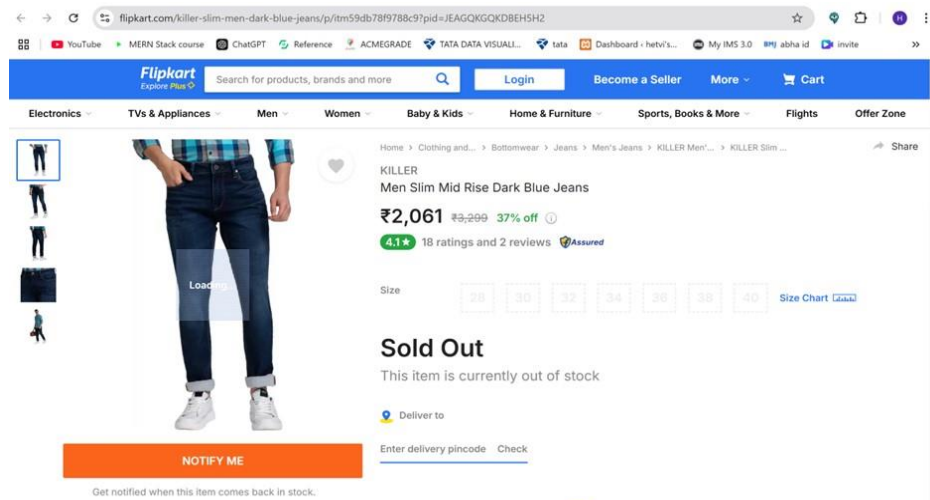 flipkart.com/killer-slim-men-dark-blue-jeans/p/itm59db78f9788c9?pid=JEAGQKGQKDBEH5H2
YouTube MERN Stack course ChatGPT Reference ACMEGRADE TATA DATA VISUALI... tata Dashboard - hetvi's... My IMS 3.0 BMJ abha id invite »
Flipkart
Explore Plus
Search for products, brands and more
Login
Become a Seller
More
Cart
Electronics TVs & Appliances Men Women Baby & Kids Home & Furniture Sports, Books & More Flights Offer Zone
Home > Clothing and... > Bottomwear > Jeans > Men's Jeans > KILLER Men'... > KILLER Slim ...
Share
KILLER
Men Slim Mid Rise Dark Blue Jeans
₹2,061 ₹3,299 37% off
4.1★ 18 ratings and 2 reviews Assured
Loading
Size 28 30 32 34 36 38 40 Size Chart
Sold Out
This item is currently out of stock
Deliver to
Enter delivery pincode Check
NOTIFY ME
Get notified when this item comes back in stock.